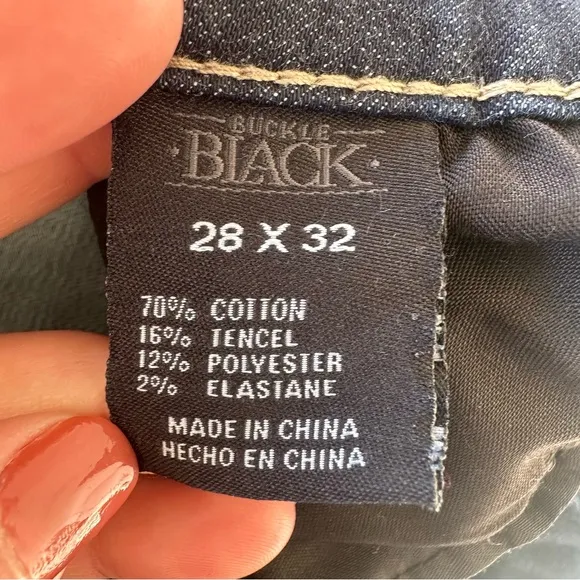 BUCKLE
BLACK
28 X 32
70% COTTON
16% TENCEL
12% POLYESTER
2% ELASTANE
MADE IN CHINA
HECHO EN CHINA